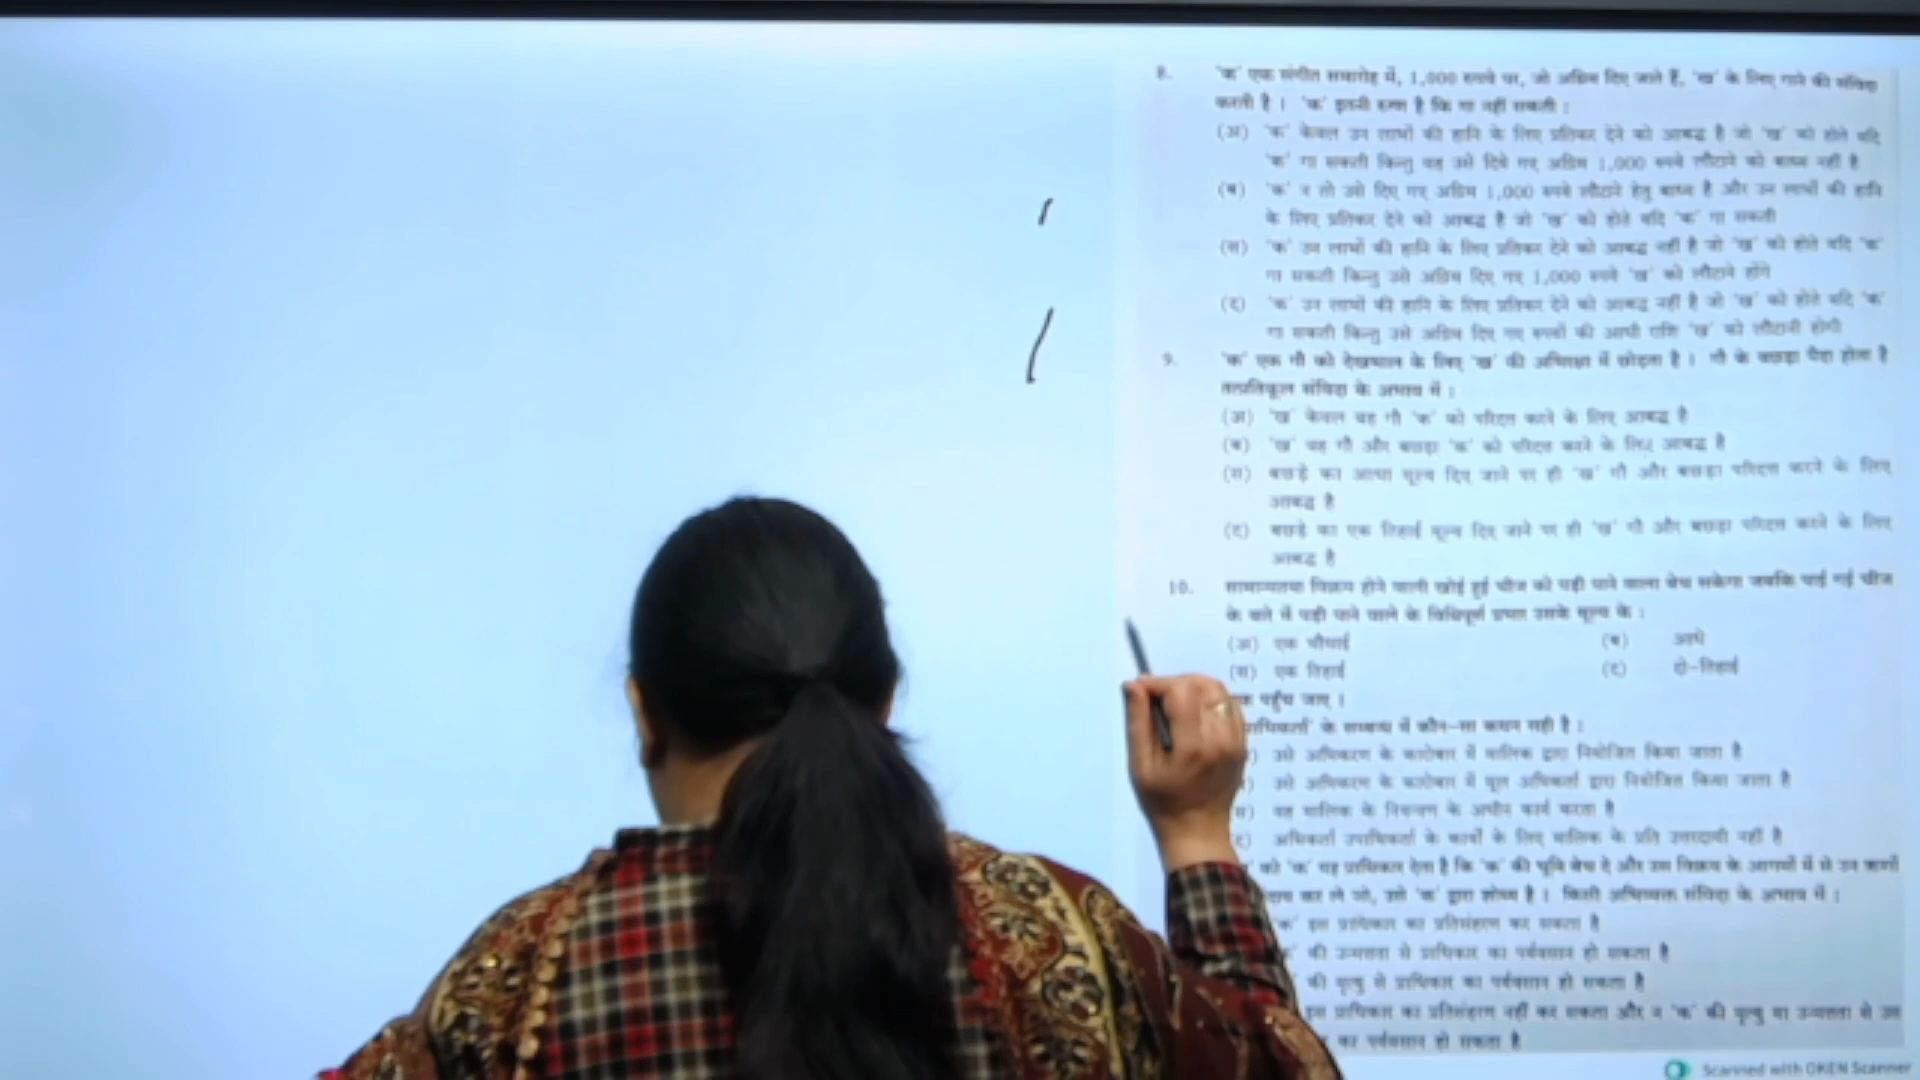 8. 'क' एक संगीत समारोह में, 1,000 रुपये पर, जो अग्रिम दिए जाते हैं, 'ख' के लिए गाने की संविदा
करती है। 'क' इतनी रुग्ण है कि गा नहीं सकती :
(अ) 'क' केवल उन लाभों की हानि के लिए प्रतिकर देने को आबद्ध है जो 'ख' को होते यदि
'क' गा सकती किन्तु वह उसे दिये गए अग्रिम 1,000 रुपये लौटाने को बाध्य नहीं है
(ब) 'क' न तो उसे दिए गए अग्रिम 1,000 रुपये लौटाने हेतु बाध्य है और उन लाभों की हानि
के लिए प्रतिकर देने को आबद्ध है जो 'ख' को होते यदि 'क' गा सकती
(स) 'क' उन लाभों की हानि के लिए प्रतिकर देने को आबद्ध नहीं है जो 'ख' को होते यदि 'क'
गा सकती किन्तु उसे अग्रिम दिए गए 1,000 रुपये 'ख' को लौटाने होंगे
(द) 'क' उन लाभों की हानि के लिए प्रतिकर देने को आबद्ध नहीं है जो 'ख' को होते यदि 'क'
गा सकती किन्तु उसे अग्रिम दिए गए रुपयों की आधी राशि 'ख' को लौटानी होगी
9. 'क' एक गौ को देखभाल के लिए 'ख' की अभिरक्षा में छोड़ता है। गौ के बछड़ा पैदा होता है
तत्प्रतिकूल संविदा के अभाव में :
(अ) 'ख' केवल वह गौ 'क' को परिदत्त करने के लिए आबद्ध है
(ब) 'ख' वह गौ और बछड़ा 'क' को परिदत्त करने के लिए आबद्ध है
(स) बछड़े का आधा मूल्य दिए जाने पर ही 'ख' गौ और बछड़ा परिदत्त करने के लिए
आबद्ध है
(द) बछड़े का एक तिहाई मूल्य दिए जाने पर ही 'ख' गौ और बछड़ा परिदत्त करने के लिए
आबद्ध है
10. सामान्यतया विक्रय होने वाली खोई हुई चीज को पड़ी पाने वाला बेच सकेगा जबकि पाई गई चीज
के बारे में पड़ी पाने वाले के विधिपूर्ण प्रभार उसके मूल्य के :
(अ) एक चौथाई (ब) आधे
(स) एक तिहाई (द) दो-तिहाई
पहुँच जाए।
के सम्बन्ध में कौन-सा कथन सही है :
उसे अभिकरण के कारोबार में मालिक द्वारा नियोजित किया जाता है
उसे अभिकरण के कारोबार में मूल अभिकर्ता द्वारा नियोजित किया जाता है
वह मालिक के नियन्त्रण के अधीन कार्य करता है
अभिकर्ता उपाभिकर्ता के कार्यों के लिए मालिक के प्रति उत्तरदायी नहीं है
को 'क' यह प्राधिकार देता है कि 'क' की भूमि बेच दे और उस विक्रय के आगमों में से उन ऋणों
कर ले जो, उसे 'क' द्वारा शोध्य है। किसी अभिव्यक्त संविदा के अभाव में :
'क' इस प्राधिकार का प्रतिसंहरण कर सकता है
की उन्मत्तता से प्राधिकार का पर्यवसान हो सकता है
की मृत्यु से प्राधिकार का पर्यवसान हो सकता है
इस प्राधिकार का प्रतिसंहरण नहीं कर सकता और न 'क' की मृत्यु या उन्मत्तता से उस
का पर्यवसान हो सकता है
Scanned with OKEN Scanner